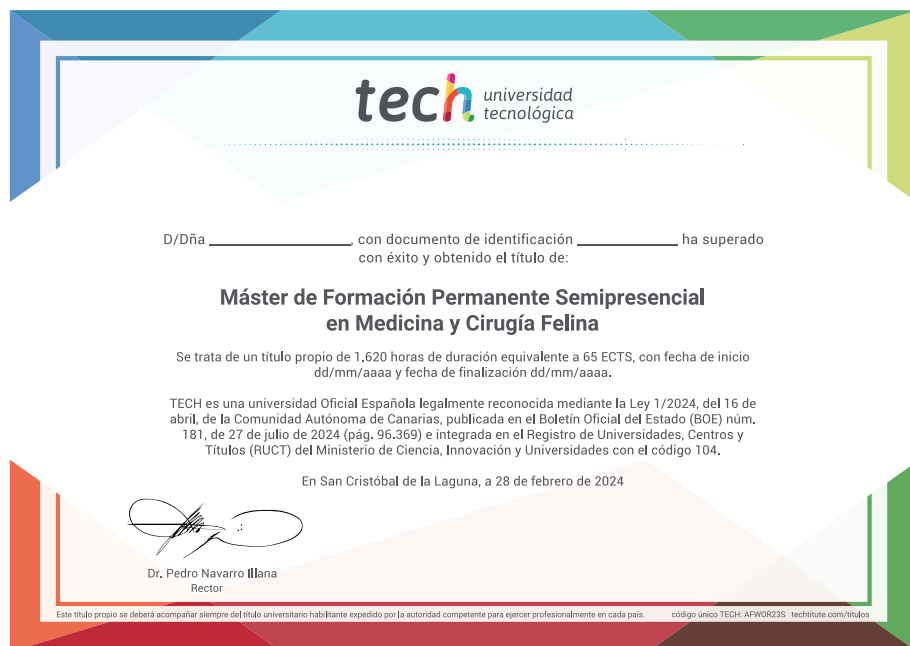 tech universidad
tecnológica
D/Dña ________________, con documento de identificación ____________ ha superado
con éxito y obtenido el título de:
Máster de Formación Permanente Semipresencial
en Medicina y Cirugía Felina
Se trata de un título propio de 1.620 horas de duración equivalente a 65 ECTS, con fecha de inicio
dd/mm/aaaa y fecha de finalización dd/mm/aaaa.
TECH es una universidad Oficial Española legalmente reconocida mediante la Ley 1/2024, del 16 de
abril, de la Comunidad Autónoma de Canarias, publicada en el Boletín Oficial del Estado (BOE) núm.
181, de 27 de julio de 2024 (pág. 96.369) e integrada en el Registro de Universidades, Centros y
Títulos (RUCT) del Ministerio de Ciencia, Innovación y Universidades con el código 104.
En San Cristóbal de la Laguna, a 28 de febrero de 2024
Dr. Pedro Navarro Illana
Rector
Este título propio se deberá acompañar siempre del título universitario habilitante expedido por la autoridad competente para ejercer profesionalmente en cada país. código único TECH: AFWOR23S techtitute.com/titulos